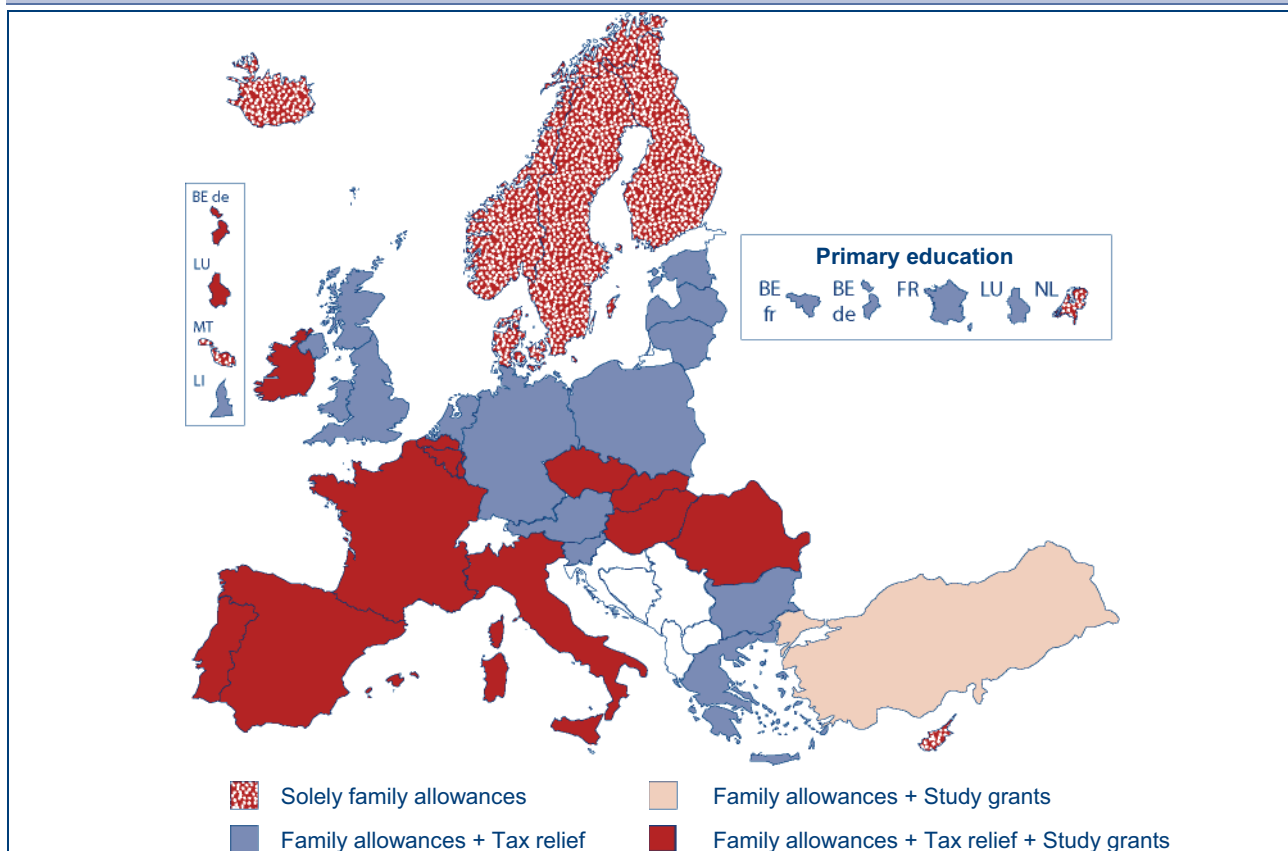 BE de
LU
MT
LI
Primary education
BE fr
BE de
FR
LU
NL
Solely family allowances
Family allowances + Study grants
Family allowances + Tax relief
Family allowances + Tax relief + Study grants